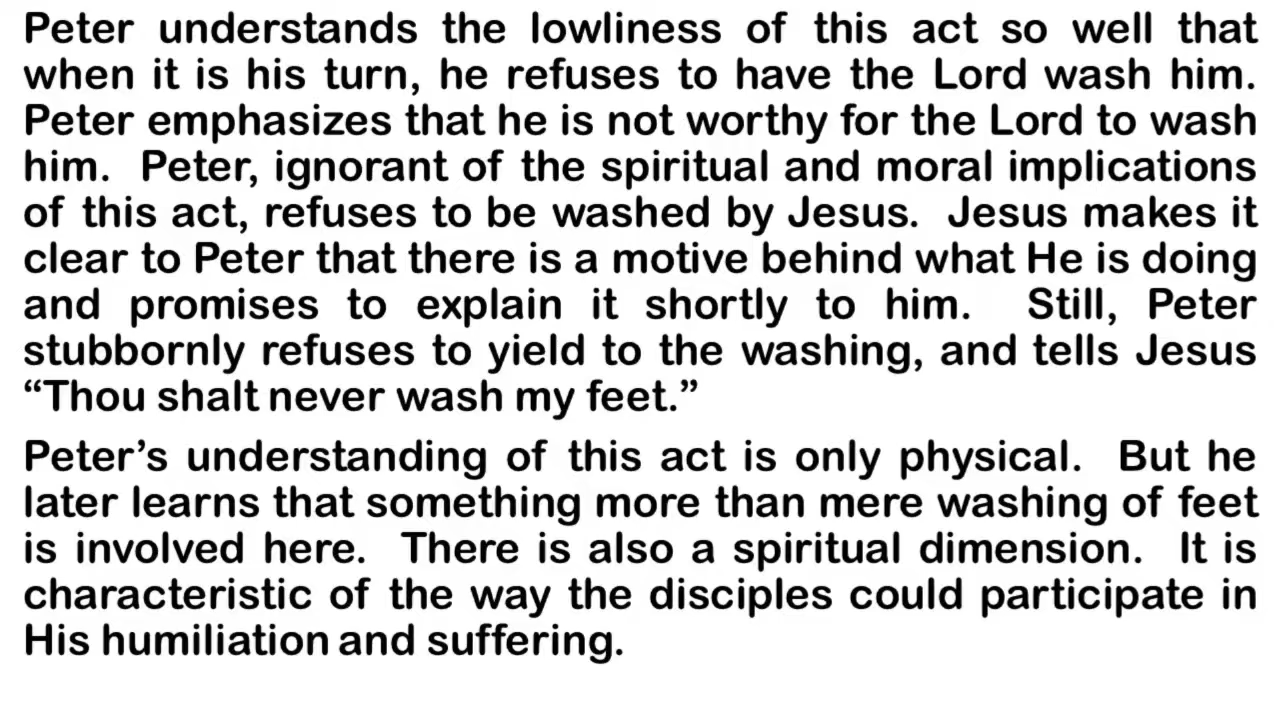 Peter understands the lowliness of this act so well that
when it is his turn, he refuses to have the Lord wash him.
Peter emphasizes that he is not worthy for the Lord to wash
him.  Peter, ignorant of the spiritual and moral implications
of this act, refuses to be washed by Jesus.  Jesus makes it
clear to Peter that there is a motive behind what He is doing
and promises to explain it shortly to him.  Still, Peter
stubbornly refuses to yield to the washing, and tells Jesus
“Thou shalt never wash my feet.”
Peter’s understanding of this act is only physical.  But he
later learns that something more than mere washing of feet
is involved here.  There is also a spiritual dimension.  It is
characteristic of the way the disciples could participate in
His humiliation and suffering.